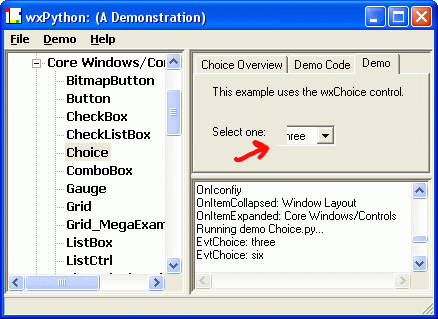 wxPython: (A Demonstration)
File Demo Help
Core Windows/Co
BitmapButton
Button
CheckBox
CheckListBox
Choice
ComboBox
Gauge
Grid
Grid_MegaExam
ListBox
ListCtrl
Choice Overview Demo Code Demo
This example uses the wxChoice control.
Select one: hree
OnIconfiy
OnItemCollapsed: Window Layout
OnItemExpanded: Core Windows/Controls
Running demo Choice.py...
EvtChoice: three
EvtChoice: six